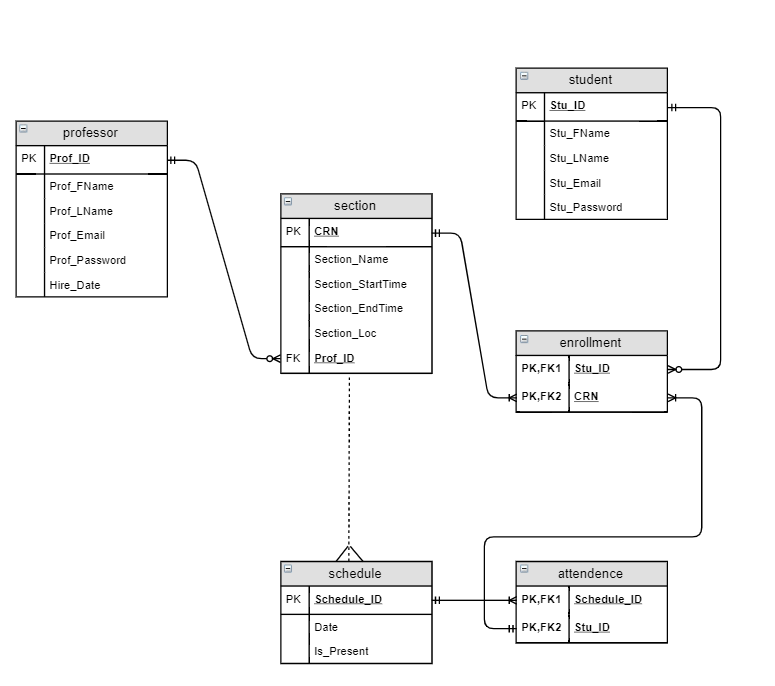 student
PK Stu_ID
Stu_FName
Stu_LName
Stu_Email
Stu_Password
professor
PK Prof_ID
Prof_FName
Prof_LName
Prof_Email
Prof_Password
Hire_Date
section
PK CRN
Section_Name
Section_StartTime
Section_EndTime
Section_Loc
FK Prof_ID
enrollment
PK,FK1 Stu_ID
PK,FK2 CRN
schedule
PK Schedule_ID
Date
Is_Present
attendence
PK,FK1 Schedule_ID
PK,FK2 Stu_ID